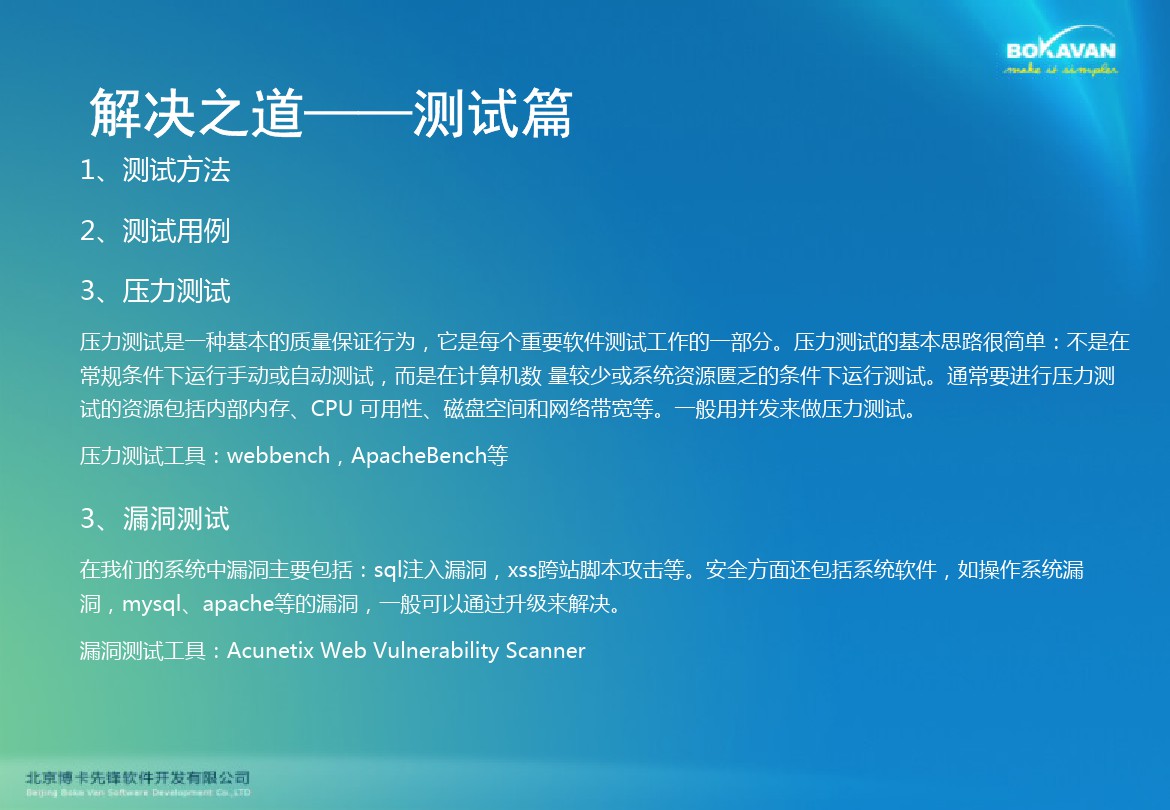 BOKAVAN
make it simpler
解决之道——测试篇
1、测试方法
2、测试用例
3、压力测试
压力测试是一种基本的质量保证行为，它是每个重要软件测试工作的一部分。压力测试的基本思路很简单：不是在
常规条件下运行手动或自动测试，而是在计算机数 量较少或系统资源匮乏的条件下运行测试。通常要进行压力测
试的资源包括内部内存、CPU 可用性、磁盘空间和网络带宽等。一般用并发来做压力测试。
压力测试工具：webbench，ApacheBench等
3、漏洞测试
在我们的系统中漏洞主要包括：sql注入漏洞，xss跨站脚本攻击等。安全方面还包括系统软件，如操作系统漏
洞，mysql、apache等的漏洞，一般可以通过升级来解决。
漏洞测试工具：Acunetix Web Vulnerability Scanner
北京博卡先锋软件开发有限公司
Beijing Boka Van Software Development Co.,LTD